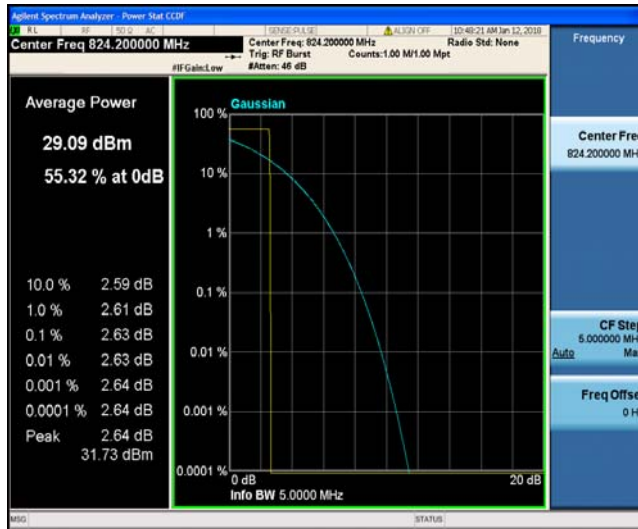 Agilent Spectrum Analyzer - Power Stat CCDF
RL RF 50 Ω AC SENSE:PULSE ALIGN OFF 10:48:21 AM Jan 12, 2018
Center Freq 824.200000 MHz
Center Freq: 824.200000 MHz Radio Std: None
Trig: RF Burst Counts:1.00 M/1.00 Mpt
#IFGain:Low #Atten: 46 dB
Frequency
Average Power
29.09 dBm
55.32 % at 0dB
10.0 % 2.59 dB
1.0 % 2.61 dB
0.1 % 2.63 dB
0.01 % 2.63 dB
0.001 % 2.64 dB
0.0001 % 2.64 dB
Peak 2.64 dB
31.73 dBm
Gaussian
100 %
10 %
1 %
0.1 %
0.01 %
0.001 %
0.0001 %
0 dB 20 dB
Info BW 5.0000 MHz
Center Fre
824.200000 MH
CF Ste
5.000000 MH
Auto Ma
Freq Offse
0 H
MSG STATUS